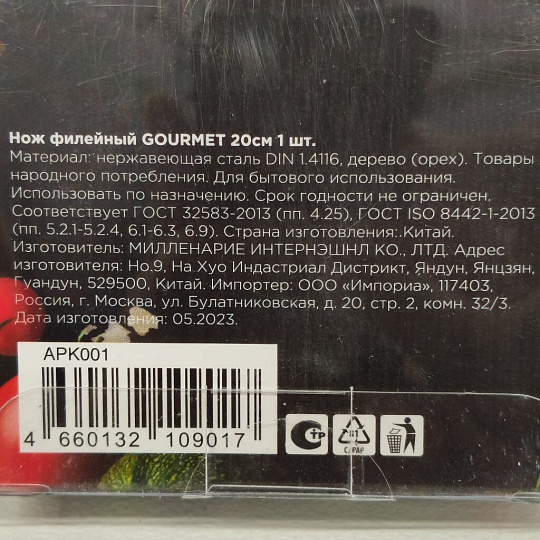 Нож филейный GOURMET 20см 1 шт.
Материал: нержавеющая сталь DIN 1.4116, дерево (орех). Товары
народного потребления. Для бытового использования.
Использовать по назначению. Срок годности не ограничен.
Соответствует ГОСТ 32583-2013 (пп. 4.25), ГОСТ ISO 8442-1-2013
(пп. 5.2.1-5.2.4, 6.1-6.3, 6.9). Страна изготовления: Китай.
Изготовитель: МИЛЛЕНАРИЕ ИНТЕРНЭШНЛ КО., ЛТД. Адрес
изготовителя: Но.9, На Хуо Индастриал Дистрикт, Яндун, Янцзян,
Гуандун, 529500, Китай. Импортер: ООО «Импориа», 117403,
Россия, г. Москва, ул. Булатниковская, д. 20, стр. 2, комн. 32/3.
Дата изготовления: 05.2023.
APK001
4 660132 109017
C/PAP